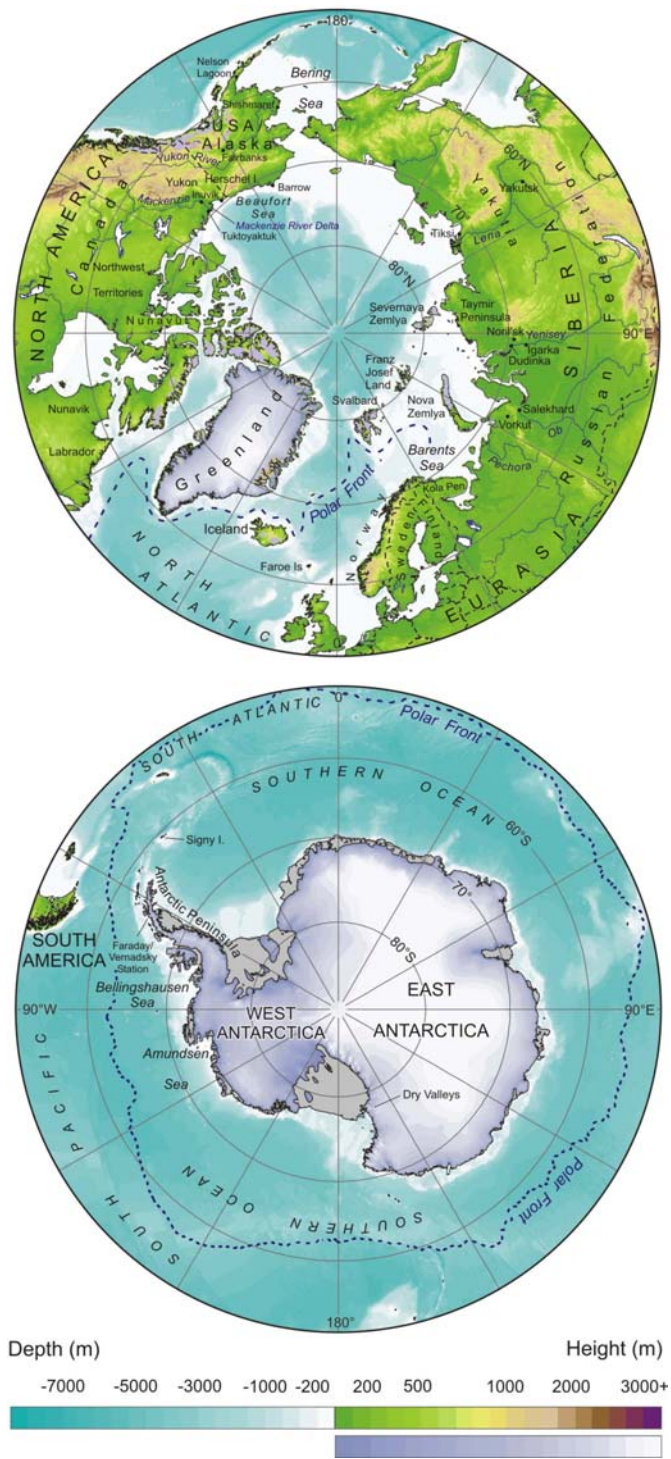 180°
Nelson
Lagoon
Bering
Sea
Shishmaref
USA/
Alaska
Yukon River
Fairbanks
Yukon
Herschel I.
Barrow
Mackenzie
Inuva
Beaufort
Sea
Mackenzie River Delta
Tuktoyaktuk
NORTH AMERICA
Canada
Northwest
Territories
Nunavut
Nunavik
Labrador
Greenland
Iceland
Faroe Is
NORTH
ATLANTIC
Polar Front
Norway
Sweden
Finland
Kola Pen
Barents
Sea
Svalbard
Franz
Josef
Land
Nova
Zemlya
Severnaya
Zemlya
80°N
70°
60°N
Tiksi
Lena
Yakutia
Yakutsk
Taymir
Peninsula
Noril'sk
Yenisey
Igarka
Dudinka
90°E
Salekhard
Vorkut
Ob
Pechora
SIBERIA
Russian Federation
EURASIA
0
0
SOUTH ATLANTIC
Polar Front
SOUTHERN OCEAN
60°S
Signy I.
70°
Antarctic Peninsula
80°S
SOUTH
AMERICA
Faraday/
Vernadsky
Station
Bellingshausen
Sea
90°W
WEST
ANTARCTICA
EAST
ANTARCTICA
90°E
Amundsen
Sea
Dry Valleys
SOUTH PACIFIC
SOUTHERN OCEAN
Polar Front
180°
Depth (m)
Height (m)
-7000 -5000 -3000 -1000 -200 200 500 1000 2000 3000+